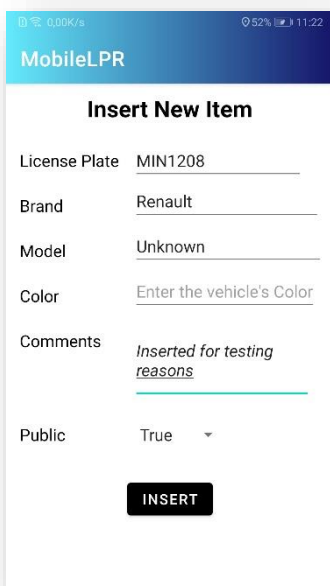 0,00K/s 52% 11:22
MobileLPR
Insert New Item
License Plate MIN1208
Brand Renault
Model Unknown
Color Enter the vehicle's Color
Comments Inserted for testing
reasons
Public True
INSERT